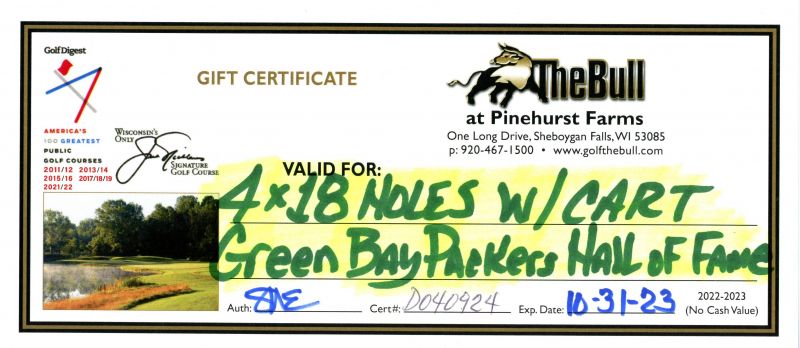 GolfDigest
AMERICA'S
100 GREATEST
PUBLIC
GOLF COURSES
2011/12 2013/14
2015/16 2017/18/19
2021/22
WISCONSIN'S
ONLY
Jack Nicklaus
SIGNATURE
GOLF COURSE
GIFT CERTIFICATE
TheBull
at Pinehurst Farms
One Long Drive, Sheboygan Falls, WI 53085
p: 920-467-1500 • www.golfthebull.com
VALID FOR:
4x18 HOLES W/CART
Green BAY PacKers HALL oF FAme
Auth: Cert#: D040924 Exp. Date: 10-31-23
2022-2023
(No Cash Value)